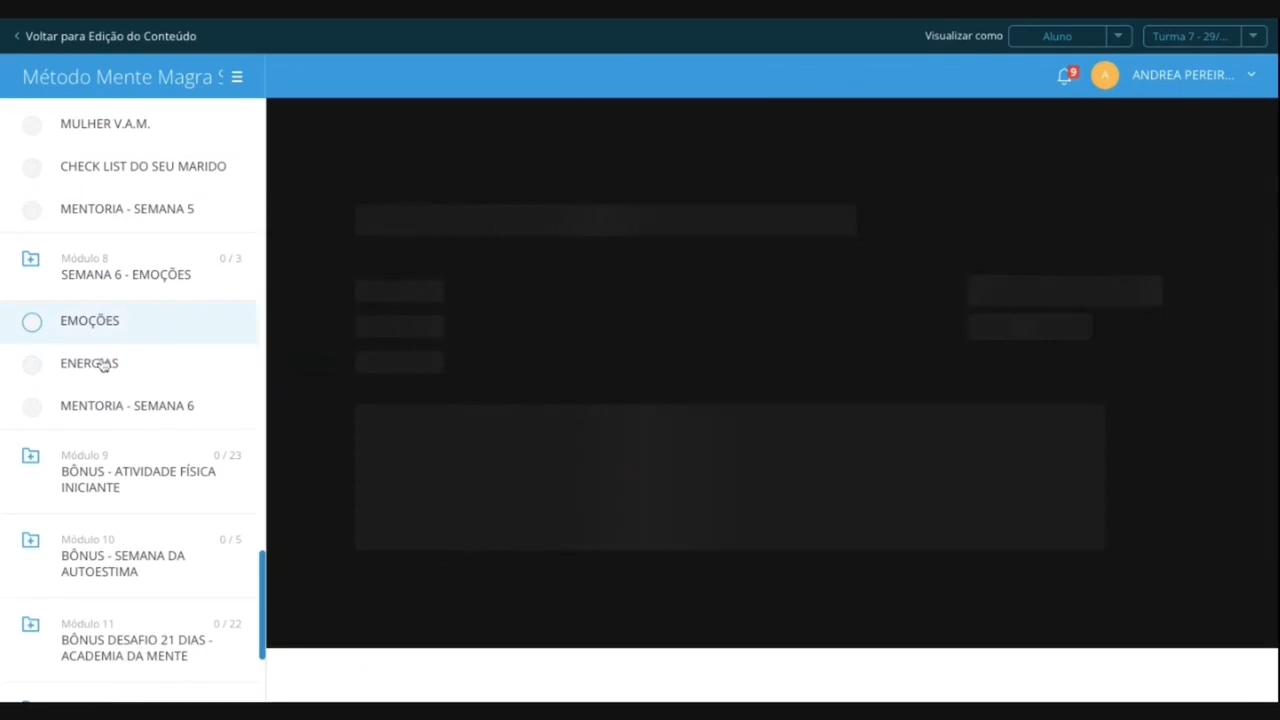 Voltar para Edição do Conteúdo
Visualizar como
Aluno
Turma 7 - 29/...
Método Mente Magra
9
A
ANDREA PEREIR...
MULHER V.A.M.
CHECK LIST DO SEU MARIDO
MENTORIA - SEMANA 5
Módulo 8
0 / 3
SEMANA 6 - EMOÇÕES
EMOÇÕES
ENERGIAS
MENTORIA - SEMANA 6
Módulo 9
0 / 23
BÔNUS - ATIVIDADE FÍSICA
INICIANTE
Módulo 10
0 / 5
BÔNUS - SEMANA DA
AUTOESTIMA
Módulo 11
0 / 22
BÔNUS DESAFIO 21 DIAS -
ACADEMIA DA MENTE